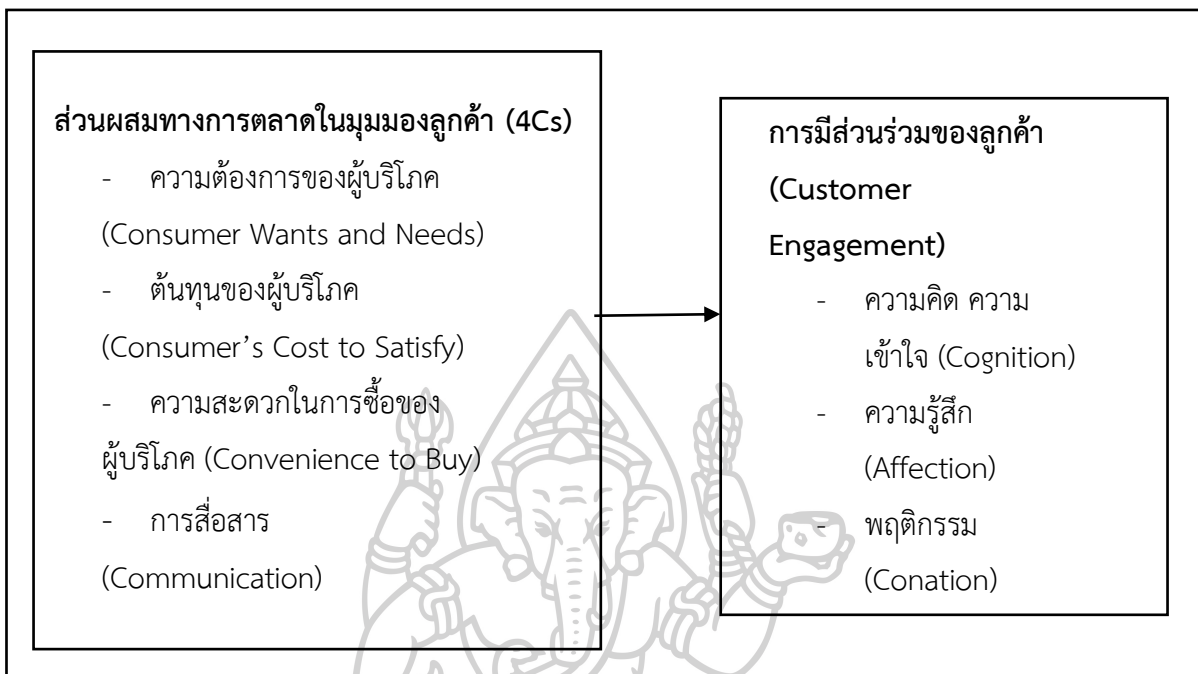 ส่วนผสมทางการตลาดในมุมมองลูกค้า (4Cs)
- ความต้องการของผู้บริโภค
(Consumer Wants and Needs)
- ต้นทุนของผู้บริโภค
(Consumer’s Cost to Satisfy)
- ความสะดวกในการซื้อของ
ผู้บริโภค (Convenience to Buy)
- การสื่อสาร
(Communication)
การมีส่วนร่วมของลูกค้า
(Customer
Engagement)
- ความคิด ความ
เข้าใจ (Cognition)
- ความรู้สึก
(Affection)
- พฤติกรรม
(Conation)